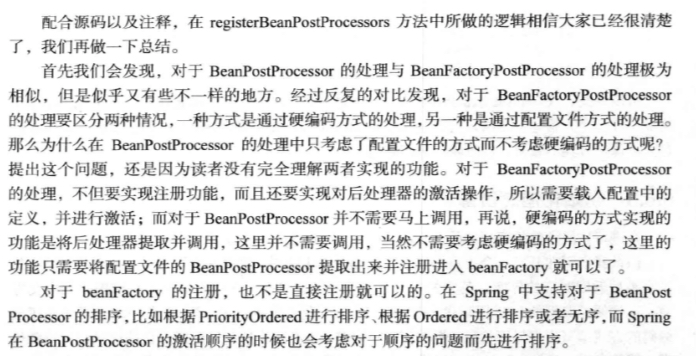 配合源码以及注释，在 registerBeanPostProcessors 方法中所做的逻辑相信大家已经很清楚
了，我们再做一下总结。
首先我们会发现，对于 BeanPostProcessor 的处理与 BeanFactoryPostProcessor 的处理极为
相似，但是似乎又有些不一样的地方。经过反复的对比发现，对于 BeanFactoryPostProcessor
的处理要区分两种情况，一种方式是通过硬编码方式的处理，另一种是通过配置文件方式的处理。
那么为什么在 BeanPostProcessor 的处理中只考虑了配置文件的方式而不考虑硬编码的方式呢？
提出这个问题，还是因为读者没有完全理解两者实现的功能。对于 BeanFactoryPostProcessor
的处理，不但要实现注册功能，而且还要实现对后处理器的激活操作，所以需要载入配置中的
定义，并进行激活；而对于 BeanPostProcessor 并不需要马上调用，再说，硬编码的方式实现的
功能是将后处理器提取并调用，这里并不需要调用，当然不需要考虑硬编码的方式了，这里的
功能只需要将配置文件的 BeanPostProcessor 提取出来并注册进入 beanFactory 就可以了。
对于 beanFactory 的注册，也不是直接注册就可以的。在 Spring 中支持对于 BeanPost
Processor 的排序，比如根据 PriorityOrdered 进行排序、根据 Ordered 进行排序或者无序，而 Spring
在 BeanPostProcessor 的激活顺序的时候也会考虑对于顺序的问题而先进行排序。